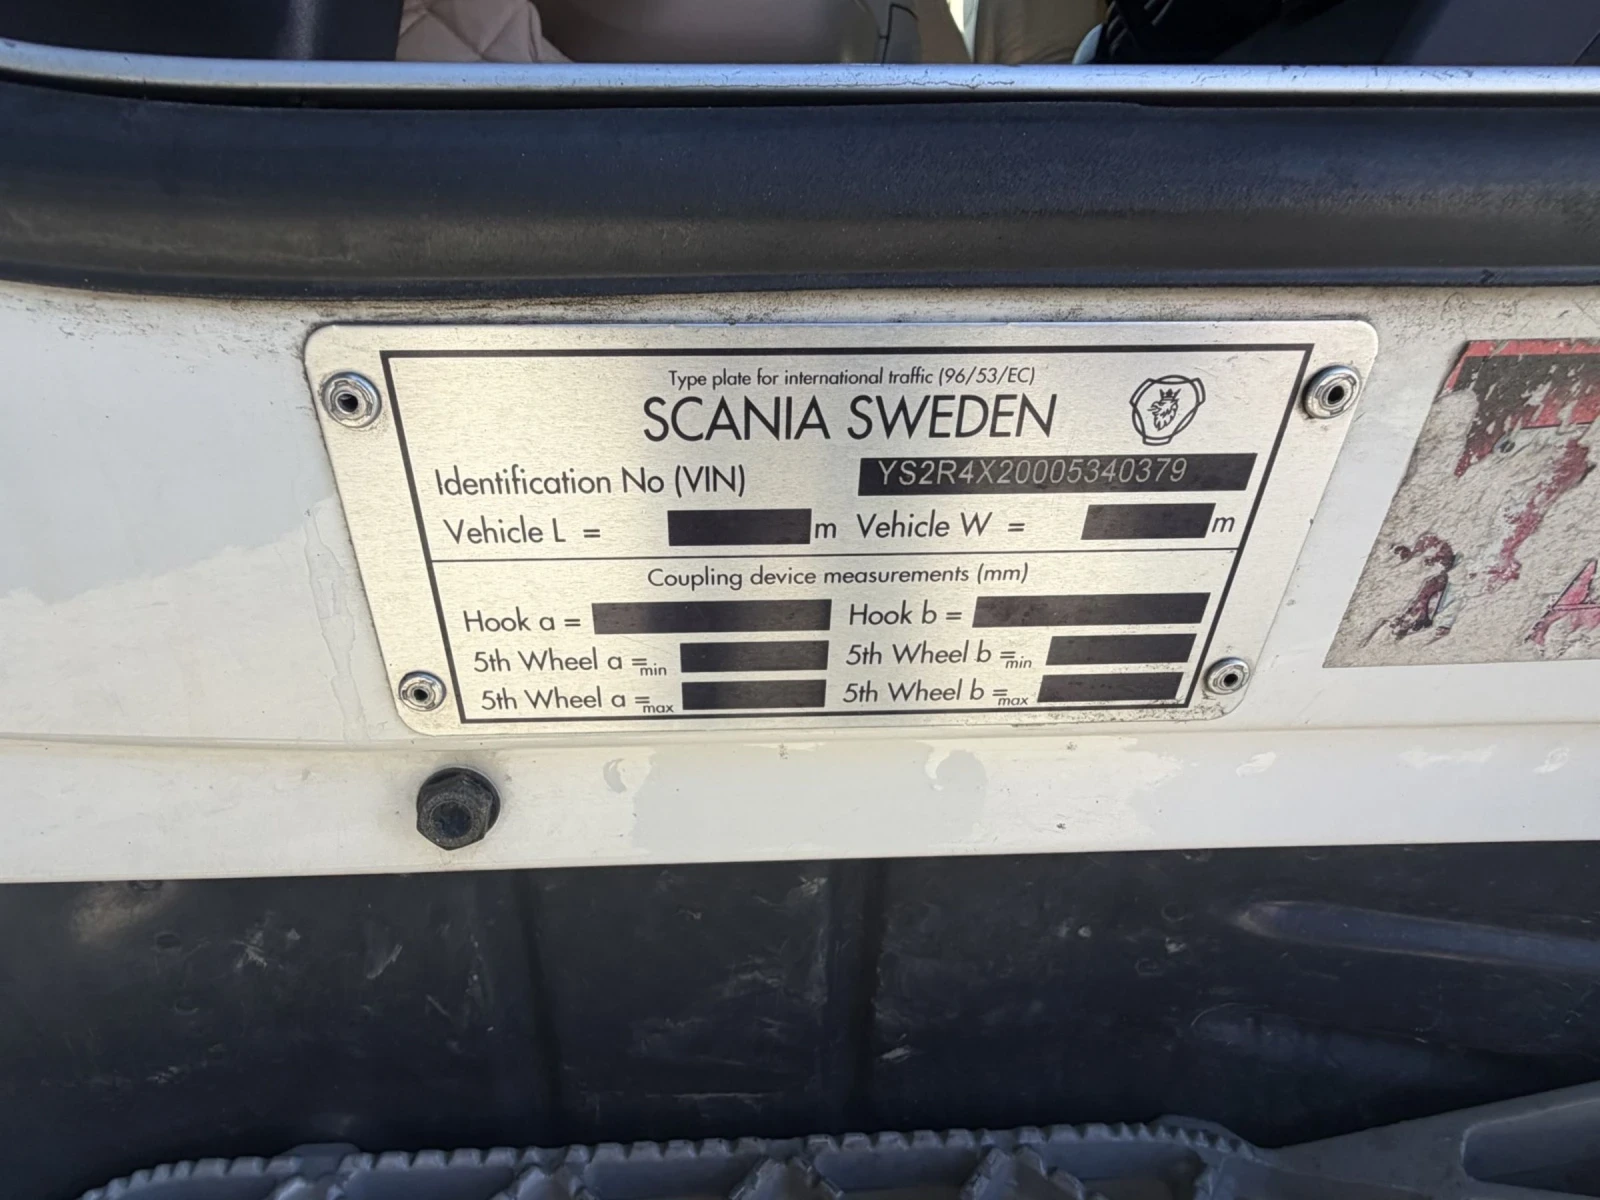 Type plate for international traffic (96/53/EC)
SCANIA SWEDEN
Identification No (VIN) YS2R4X20005340379
Vehicle L = m Vehicle W = m
Coupling device measurements (mm)
Hook a = Hook b =
5th Wheel a = min 5th Wheel b = min
5th Wheel a = max 5th Wheel b = max